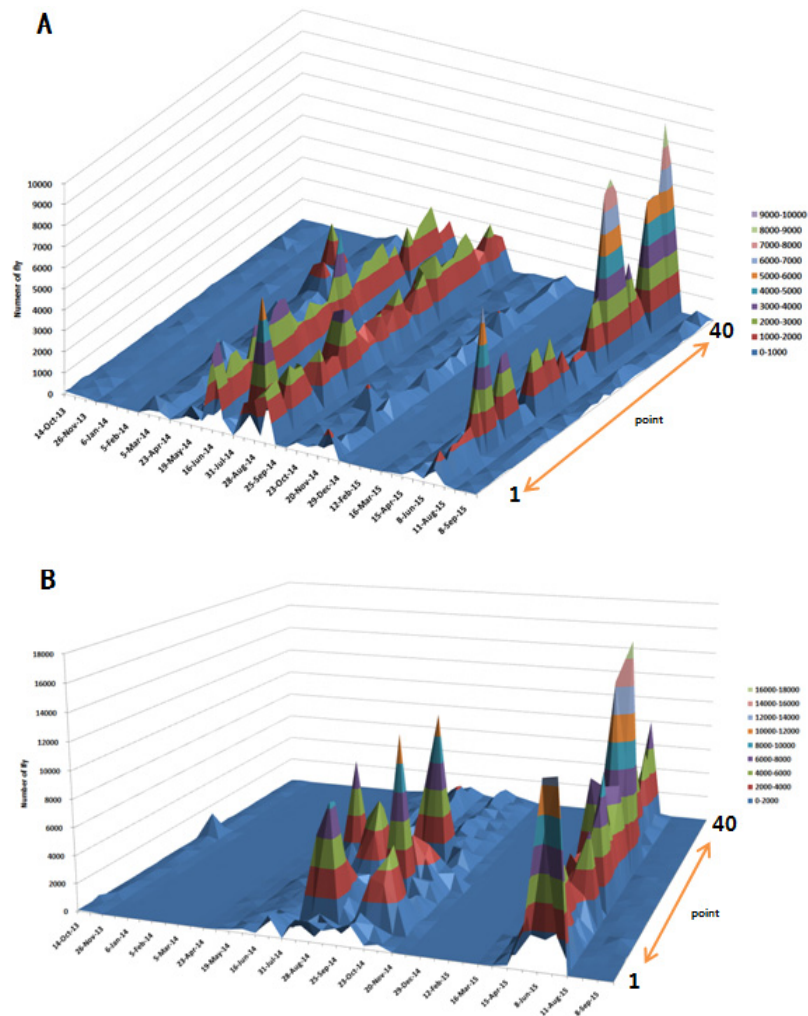 A
10000
9000
8000
7000
6000
5000
4000
3000
2000
1000
0
Numenr of fly
14-Oct-13
26-Nov-13
6-Jan-14
5-Feb-14
5-Mar-14
23-Apr-14
19-May-14
16-Jun-14
31-Jul-14
28-Aug-14
25-Sep-14
23-Oct-14
20-Nov-14
29-Dec-14
12-Feb-15
16-Mar-15
15-Apr-15
8-Jun-15
11-Aug-15
8-Sep-15
1
point
40
9000-10000
8000-9000
7000-8000
6000-7000
5000-6000
4000-5000
3000-4000
2000-3000
1000-2000
0-1000
B
18000
16000
14000
12000
10000
8000
6000
4000
2000
0
Number of fly
14-Oct-13
26-Nov-13
6-Jan-14
5-Feb-14
5-Mar-14
23-Apr-14
19-May-14
16-Jun-14
31-Jul-14
28-Aug-14
25-Sep-14
23-Oct-14
20-Nov-14
29-Dec-14
12-Feb-15
16-Mar-15
15-Apr-15
8-Jun-15
11-Aug-15
8-Sep-15
1
point
40
16000-18000
14000-16000
12000-14000
10000-12000
8000-10000
6000-8000
4000-6000
2000-4000
0-2000